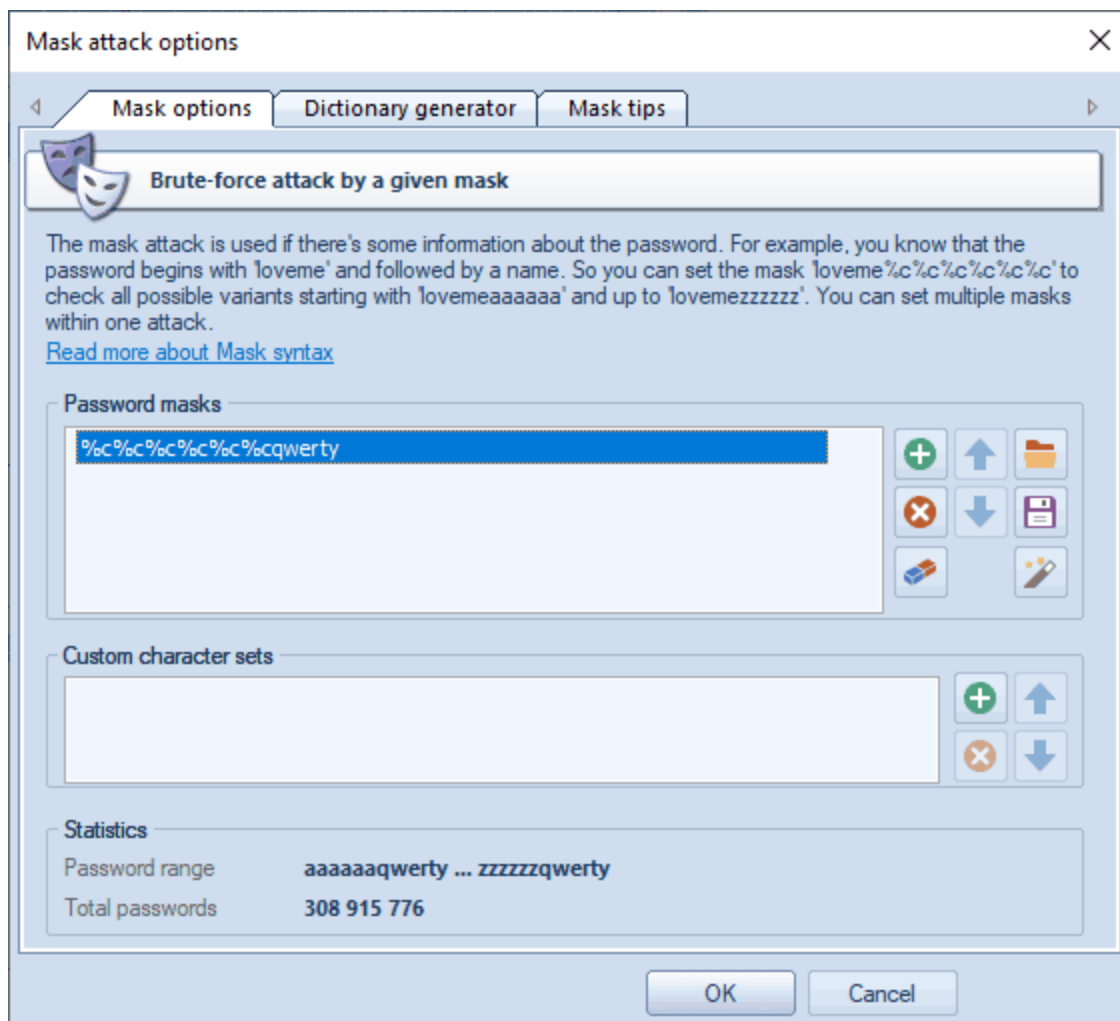 Mask attack options
Mask options
Dictionary generator
Mask tips
Brute-force attack by a given mask
The mask attack is used if there's some information about the password. For example, you know that the
password begins with 'loveme' and followed by a name. So you can set the mask 'loveme%c%c%c%c%c%c' to
check all possible variants starting with 'lovemeaaaaaa' and up to 'lovemezzzzzz'. You can set multiple masks
within one attack.
Read more about Mask syntax
Password masks
%c%c%c%c%c%cqwerty
Custom character sets
Statistics
Password range aaaaaaqwerty ... zzzzzzqwerty
Total passwords 308 915 776
OK
Cancel